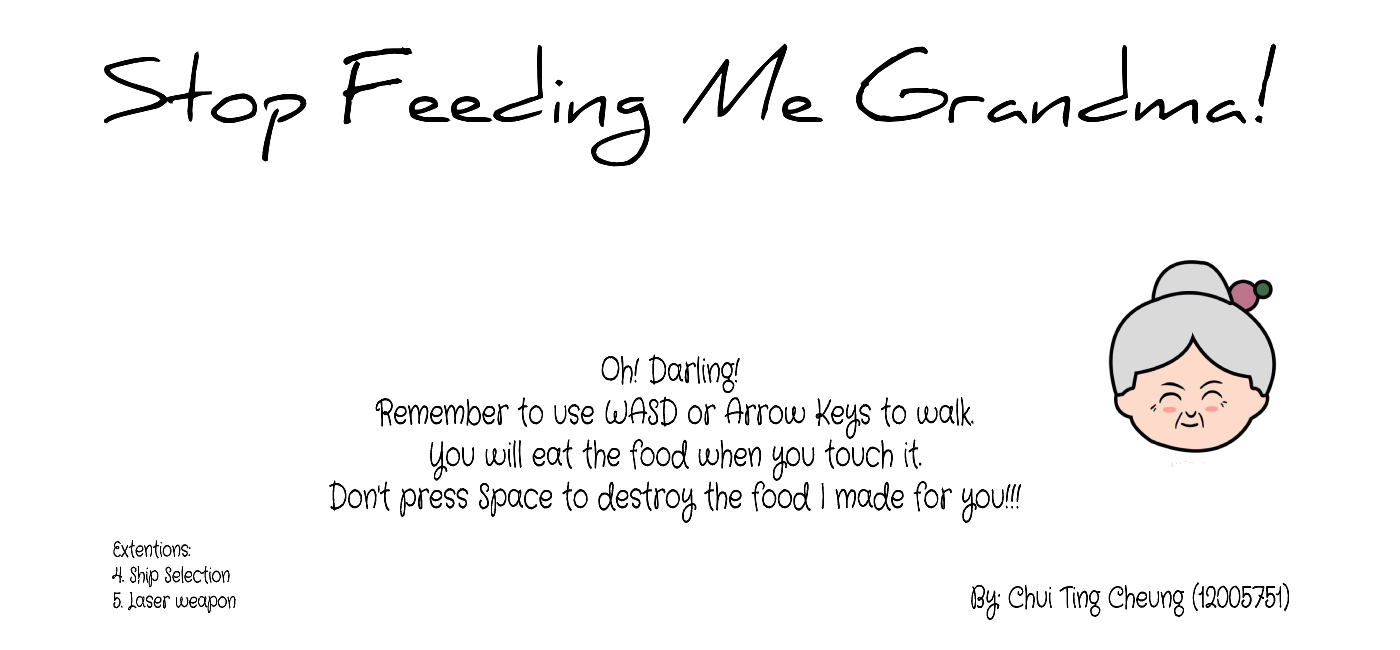 Stop Feeding Me Grandma!
Oh! Darling!
Remember to use WASD or Arrow Keys to walk.
You will eat the food when you touch it.
Don't press Space to destroy the food I made for you!!!
Extentions:
4. Ship Selection
5. Laser weapon
By: Chui Ting Cheung (12005751)